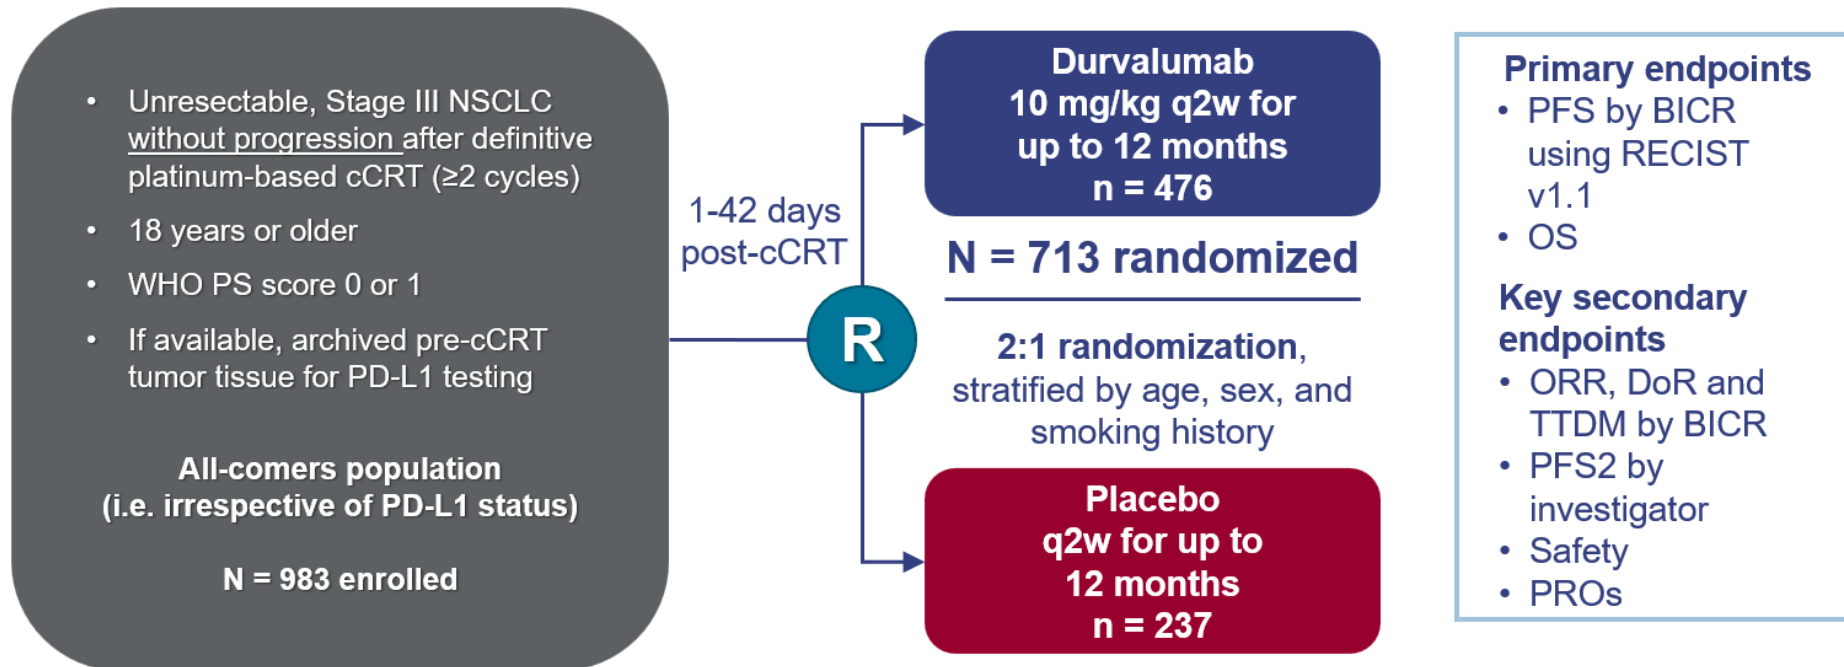 • Unresectable, Stage III NSCLC
without progression after definitive
platinum-based cCRT (≥2 cycles)
• 18 years or older
• WHO PS score 0 or 1
• If available, archived pre-cCRT
tumor tissue for PD-L1 testing
All-comers population
(i.e. irrespective of PD-L1 status)
N = 983 enrolled
1-42 days
post-cCRT
R
Durvalumab
10 mg/kg q2w for
up to 12 months
n = 476
N = 713 randomized
2:1 randomization,
stratified by age, sex, and
smoking history
Placebo
q2w for up to
12 months
n = 237
Primary endpoints
• PFS by BICR
using RECIST
v1.1
• OS
Key secondary
endpoints
• ORR, DoR and
TTDM by BICR
• PFS2 by
investigator
• Safety
• PROs